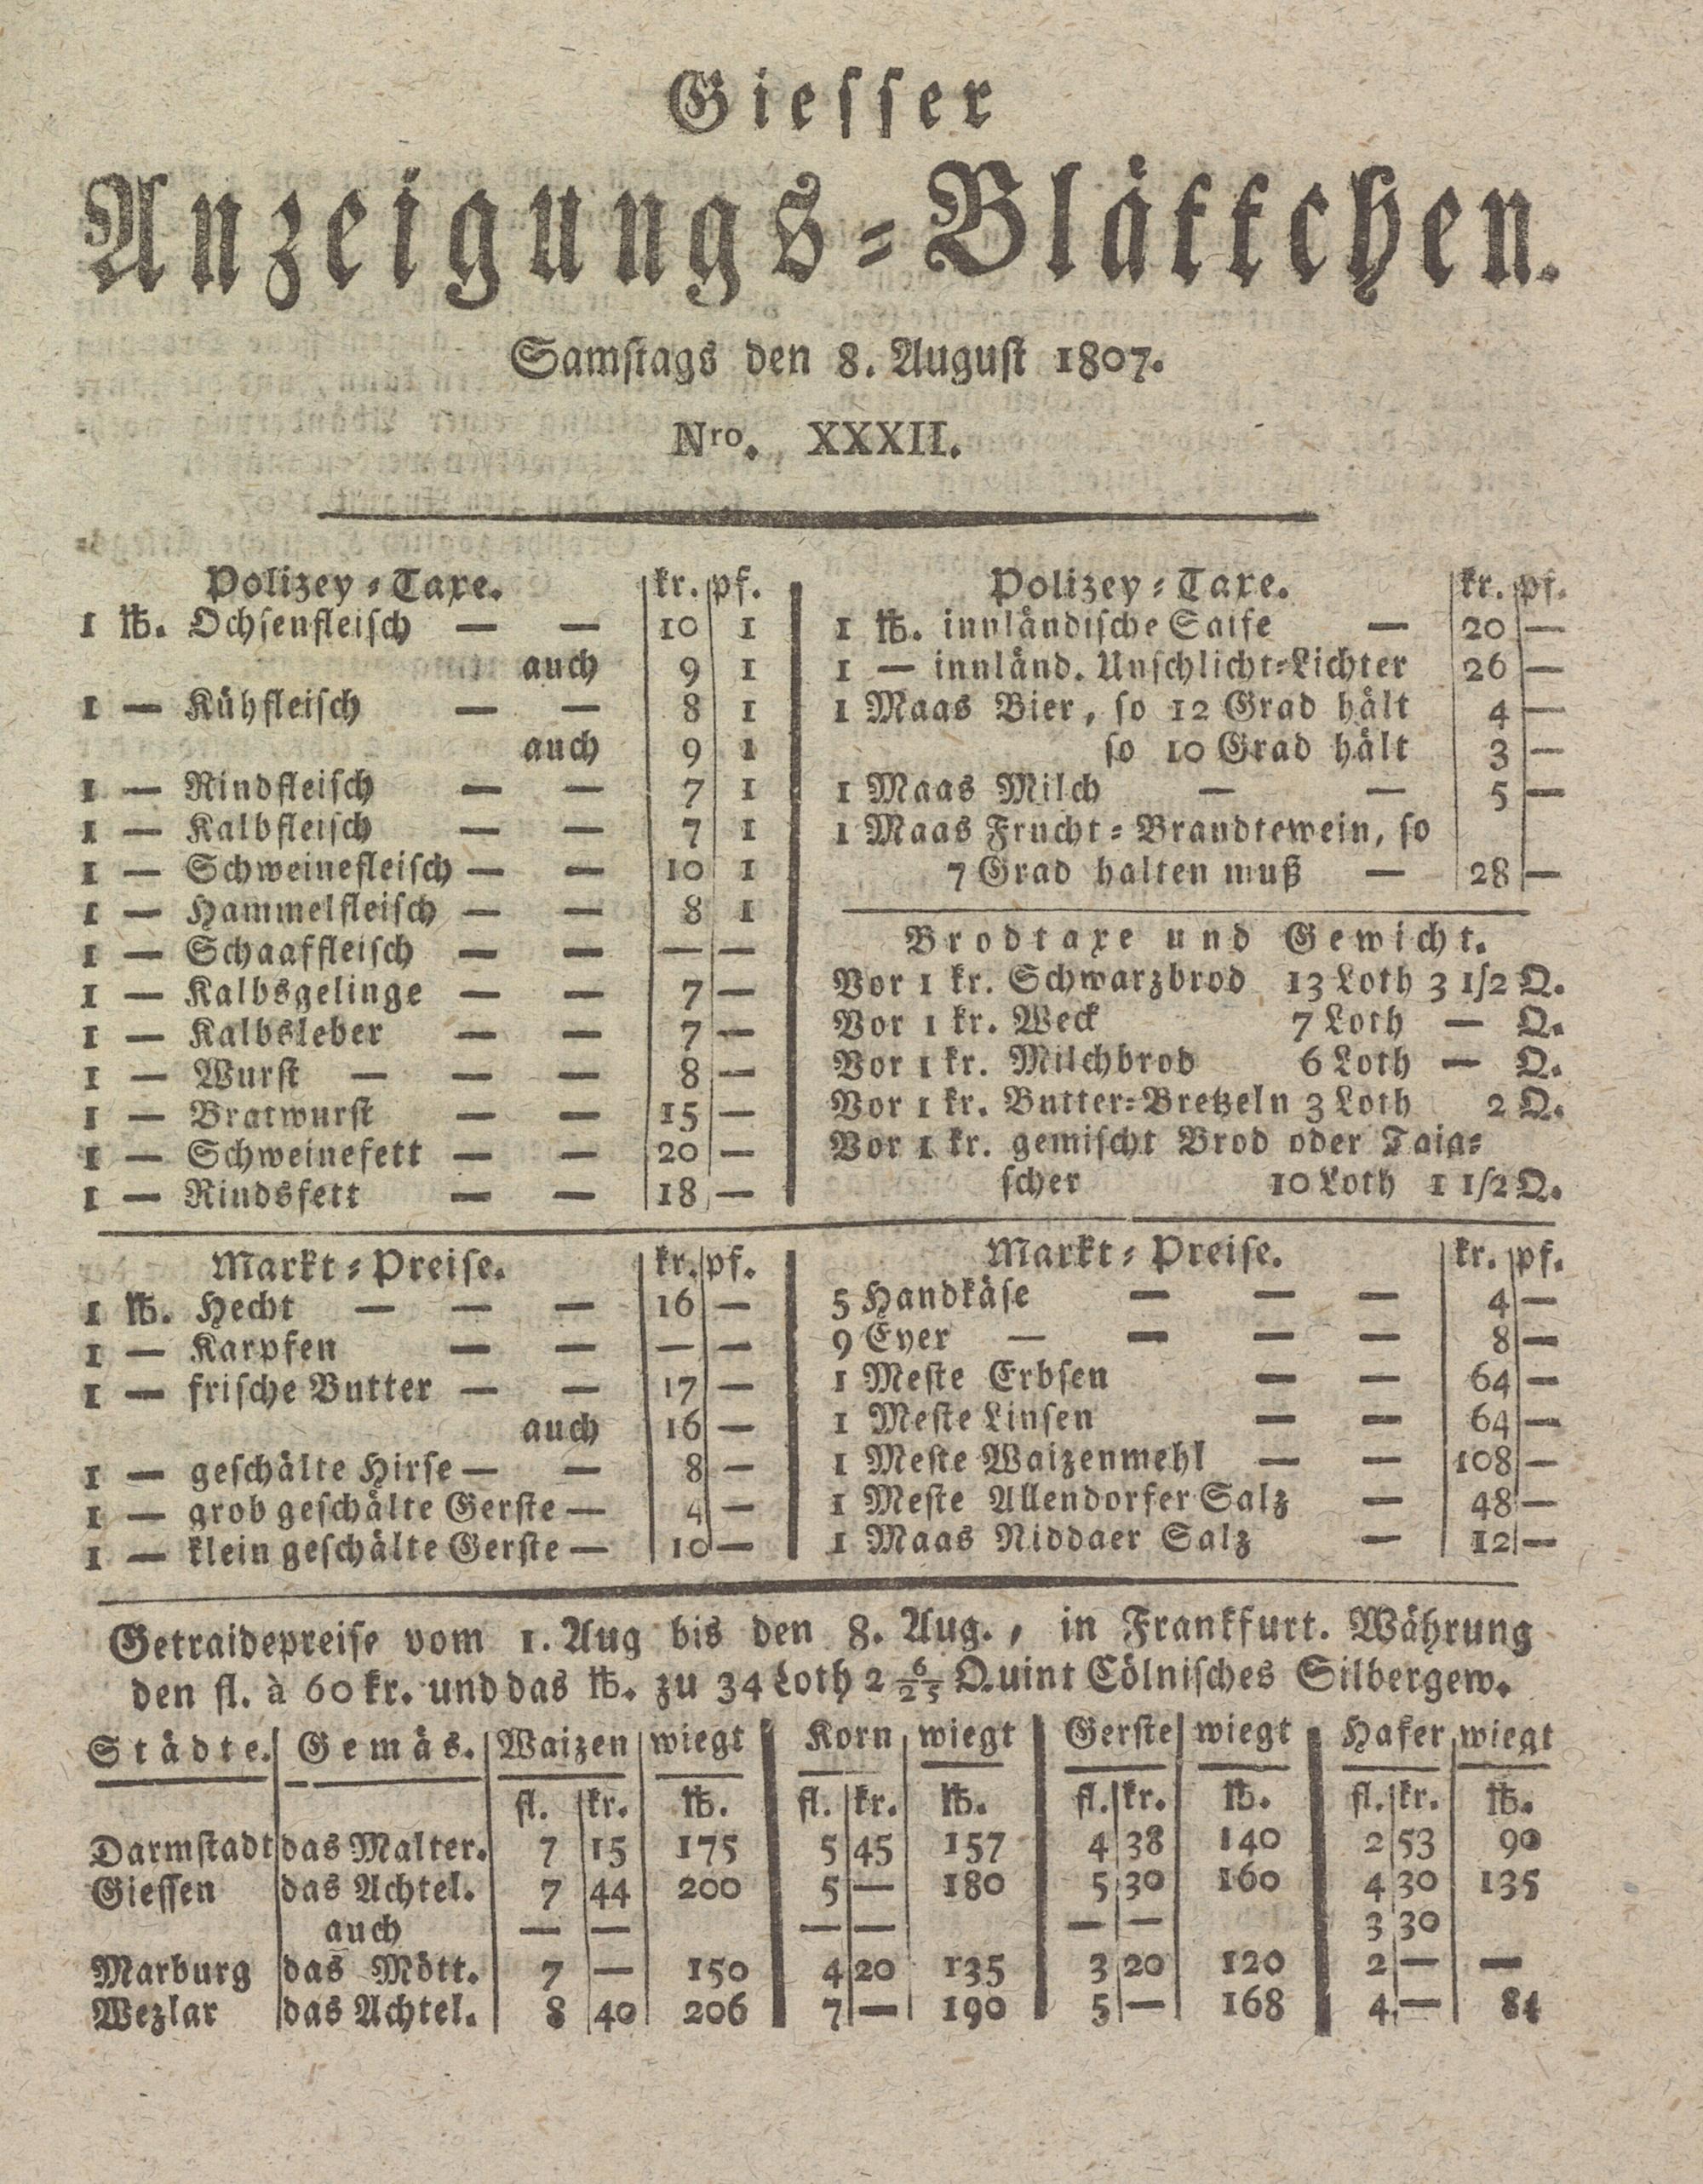 Giesser
Anzeigungs-Blättchen.
Samstags den 8. August 1807.
Nro. XXXII.
Polizey-Taxe. kr. pf.
1 ℔. Ochsenfleisch — — 10 1
auch 9 1
1 — Kühfleisch — — 8 1
auch 9 1
1 — Rindfleisch — — 7 1
1 — Kalbfleisch — — 7 1
1 — Schweinefleisch — — 10 1
1 — Hammelfleisch — — 8 1
1 — Schaaffleisch — — — —
1 — Kalbsgelinge — — 7 —
1 — Kalbsleber — — 7 —
1 — Wurst — — — 8 —
1 — Bratwurst — — 15 —
1 — Schweinefett — — 20 —
1 — Rindsfett — — 18 —
Polizey-Taxe. kr. pf.
1 ℔. innländische Saife — 20 —
1 — innländ. Unschlicht-Lichter 26 —
1 Maas Bier, so 12 Grad hält 4 —
so 10 Grad hält 3 —
1 Maas Milch — — 5 —
1 Maas Frucht-Brandtewein, so
7 Grad halten muß — 28 —
Brodtaxe und Gewicht.
Vor 1 kr. Schwarzbrod 13 Loth 3 1/2 Q.
Vor 1 kr. Weck 7 Loth — Q.
Vor 1 kr. Milchbrod 6 Loth — Q.
Vor 1 kr. Butter-Bretzeln 3 Loth 2 Q.
Vor 1 kr. gemischt Brod oder Taig-
scher 10 Loth 1 1/2 Q.
Markt-Preise. kr. pf.
1 ℔. Hecht — — — 16 —
1 — Karpfen — — — —
1 — frische Butter — — 17 —
auch 16 —
1 — geschälte Hirse — — 8 —
1 — grob geschälte Gerste — 4 —
1 — klein geschälte Gerste — 10 —
Markt-Preise. kr. pf.
5 Handkäse — — — 4 —
9 Eyer — — — — 8 —
1 Meste Erbsen — — 64 —
1 Meste Linsen — — 64 —
1 Meste Waizenmehl — — 108 —
1 Meste Allendorfer Salz — 48 —
1 Maas Niddaer Salz — 12 —
Getraidepreise vom 1. Aug bis den 8. Aug., in Frankfurt. Währung
den fl. à 60 kr. und das ℔. zu 34 Loth 2 6/25 Quint Cölnisches Silbergew.
Städte. Gemäs. Waizen wiegt Korn wiegt Gerste wiegt Hafer wiegt
fl. kr. ℔. fl. kr. ℔. fl. kr. ℔. fl. kr. ℔.
Darmstadt das Malter. 7 15 175 5 45 157 4 38 140 2 53 90
Giessen das Achtel. 7 44 200 5 — 180 5 30 160 4 30 135
auch — — — — — — 3 30
Marburg das Mött. 7 — 150 4 20 135 3 20 120 2 — —
Wezlar das Achtel. 8 40 206 7 — 190 5 — 168 4 — 84